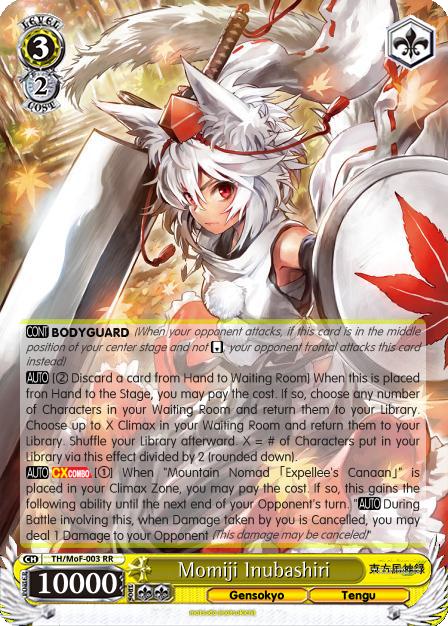 LEVEL
3
2
COST
CONT BODYGUARD (When your opponent attacks, if this card is in the middle
position of your center stage and not , your opponent frontal attacks this card
instead)
AUTO [② Discard a card from Hand to Waiting Room] When this is placed
fron Hand to the Stage, you may pay the cost. If so, choose any number
of Characters in your Waiting Room and return them to your Library.
Choose up to X Climax in your Waiting Room and return them to your
Library. Shuffle your Library afterward. X = # of Characters put in your
Library via this effect divided by 2 (rounded down).
AUTO CXCOMBO [①] When "Mountain Nomad「Expellee's Canaan」" is
placed in your Climax Zone, you may pay the cost. If so, this gains the
following ability until the next end of your Opponent's turn. "AUTO During
Battle involving this, when Damage taken by you is Cancelled, you may
deal 1 Damage to your Opponent (This damage may be cancelled)"
CH TH/MoF-003 RR
POWER
10000
SOUL
Momiji Inubashiri
Gensokyo
Tengu